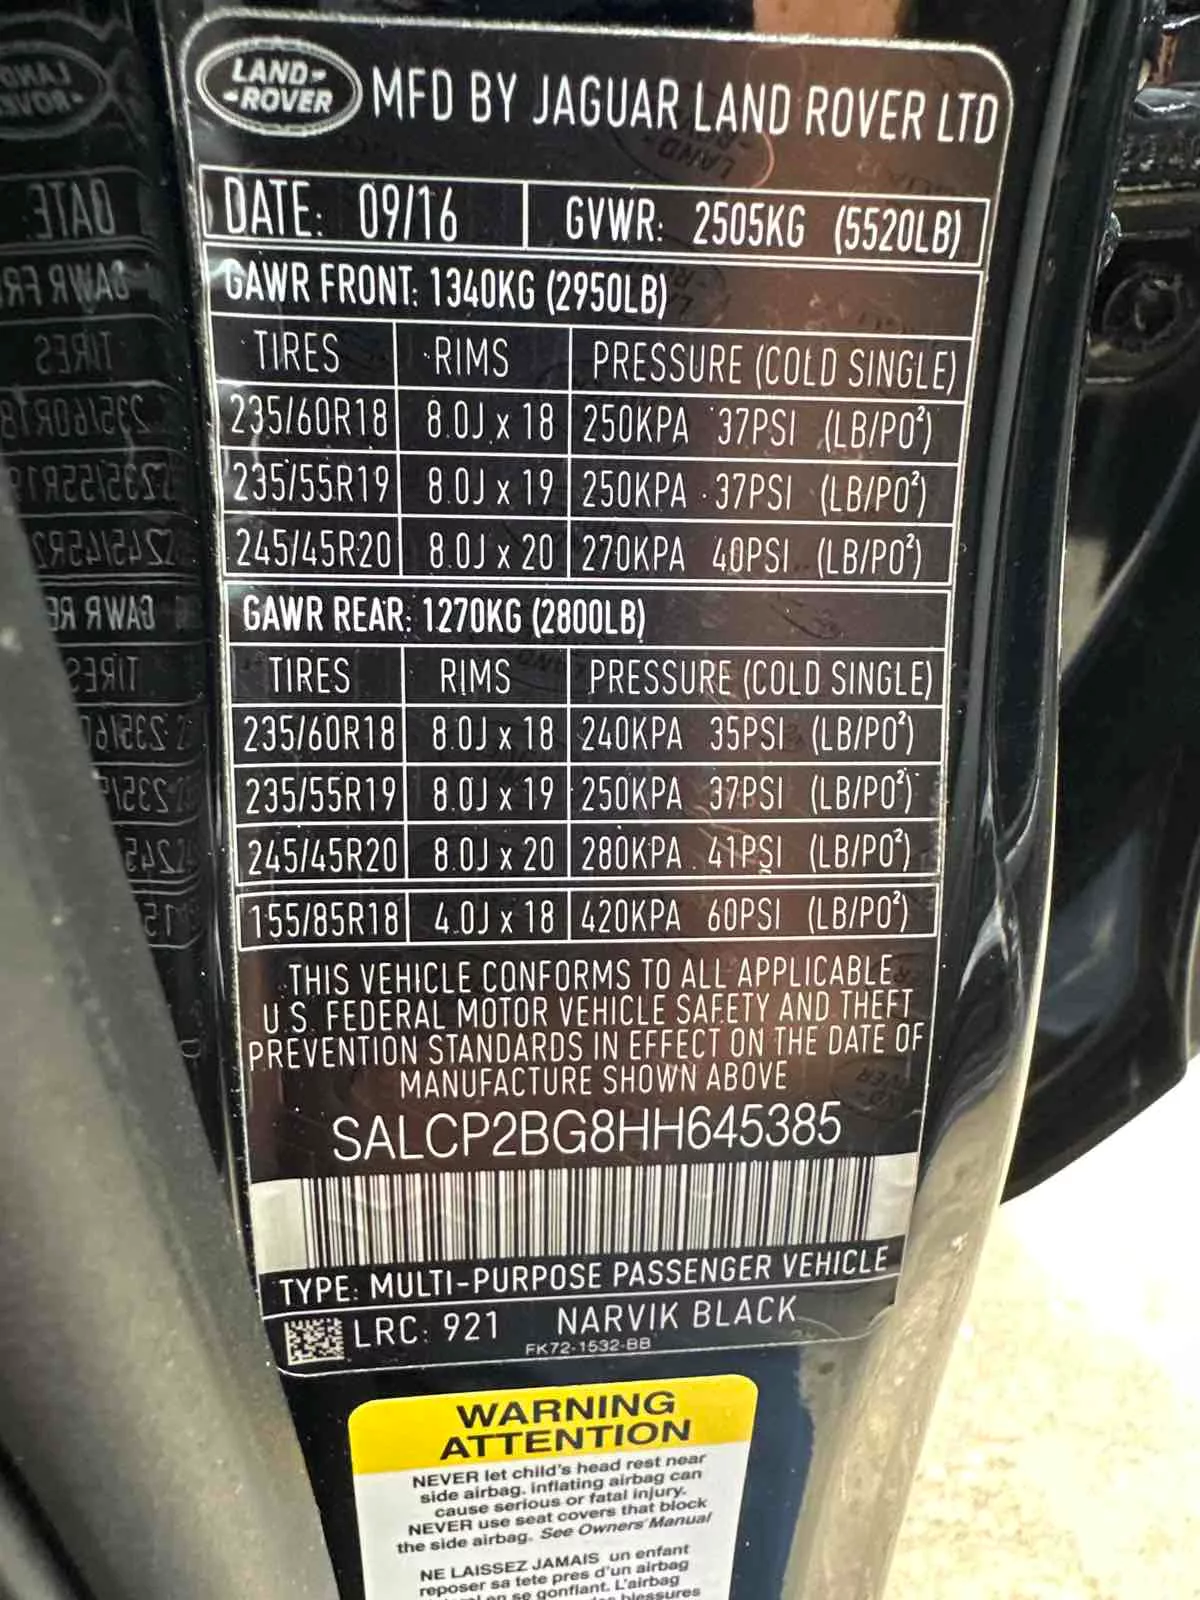 LAND-
-ROVER
MFD BY JAGUAR LAND ROVER LTD
DATE: 09/16 GVWR: 2505KG (5520LB)
GAWR FRONT: 1340KG (2950LB)
TIRES RIMS PRESSURE (COLD SINGLE)
235/60R18 8.0J x 18 250KPA 37PSI (LB/PO²)
235/55R19 8.0J x 19 250KPA 37PSI (LB/PO²)
245/45R20 8.0J x 20 270KPA 40PSI (LB/PO²)
GAWR REAR: 1270KG (2800LB)
TIRES RIMS PRESSURE (COLD SINGLE)
235/60R18 8.0J x 18 240KPA 35PSI (LB/PO²)
235/55R19 8.0J x 19 250KPA 37PSI (LB/PO²)
245/45R20 8.0J x 20 280KPA 41PSI (LB/PO²)
155/85R18 4.0J x 18 420KPA 60PSI (LB/PO²)
THIS VEHICLE CONFORMS TO ALL APPLICABLE
U.S. FEDERAL MOTOR VEHICLE SAFETY AND THEFT
PREVENTION STANDARDS IN EFFECT ON THE DATE OF
MANUFACTURE SHOWN ABOVE
SALCP2BG8HH645385
TYPE: MULTI-PURPOSE PASSENGER VEHICLE
LRC: 921 NARVIK BLACK
FK72-1532-BB
WARNING
ATTENTION
NEVER let child's head rest near
side airbag. inflating airbag can
cause serious or fatal injury.
NEVER use seat covers that block
the side airbag. See Owners Manual
NE LAISSEZ JAMAIS un enfant
reposer sa tete pres d'un airbag
en se gonflant. L'airbag
blessures